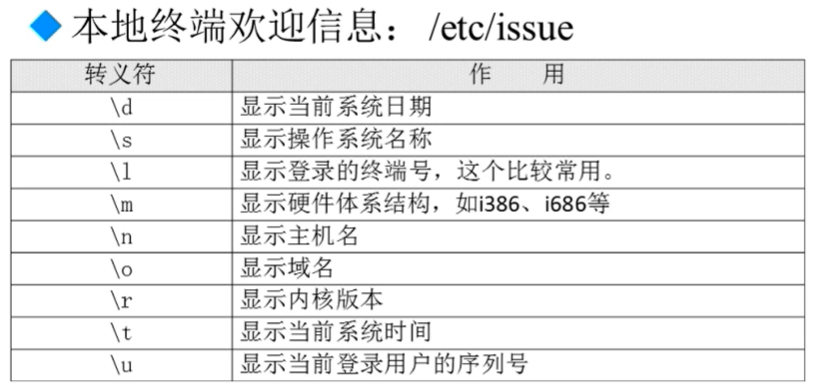 本地终端欢迎信息： /etc/issue
转义符 作 用
\d 显示当前系统日期
\s 显示操作系统名称
\l 显示登录的终端号，这个比较常用。
\m 显示硬件体系结构，如i386、i686等
\n 显示主机名
\o 显示域名
\r 显示内核版本
\t 显示当前系统时间
\u 显示当前登录用户的序列号